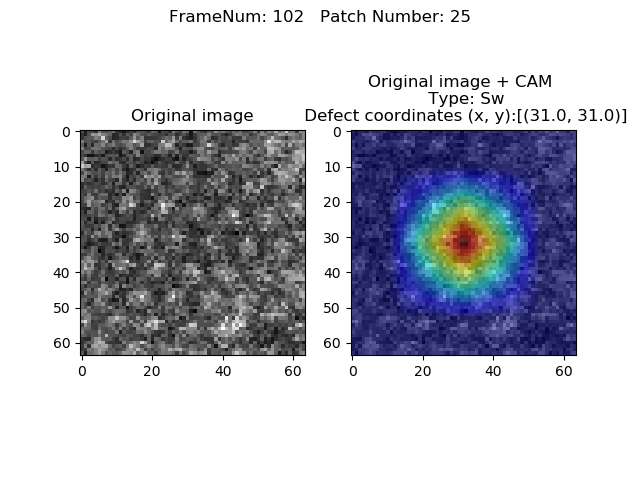 FrameNum: 102   Patch Number: 25
Original image
Original image + CAM
Type: Sw
Defect coordinates (x, y):[(31.0, 31.0)]
0
10
20
30
40
50
60
0 20 40 60
0
10
20
30
40
50
60
0 20 40 60